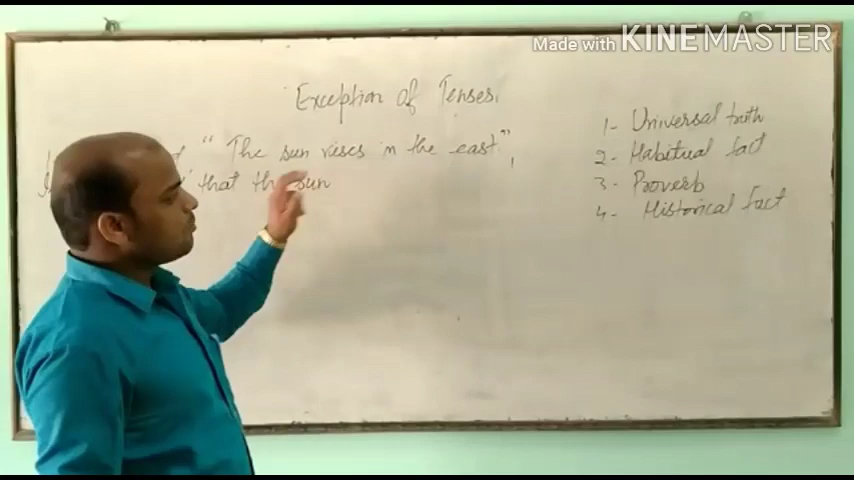 Made with KINEMASTER
Exception of Tenses.
"The sun rises in the east",
that the sun
1- Universal truth
2- Habitual fact
3- Proverb
4- Historical fact